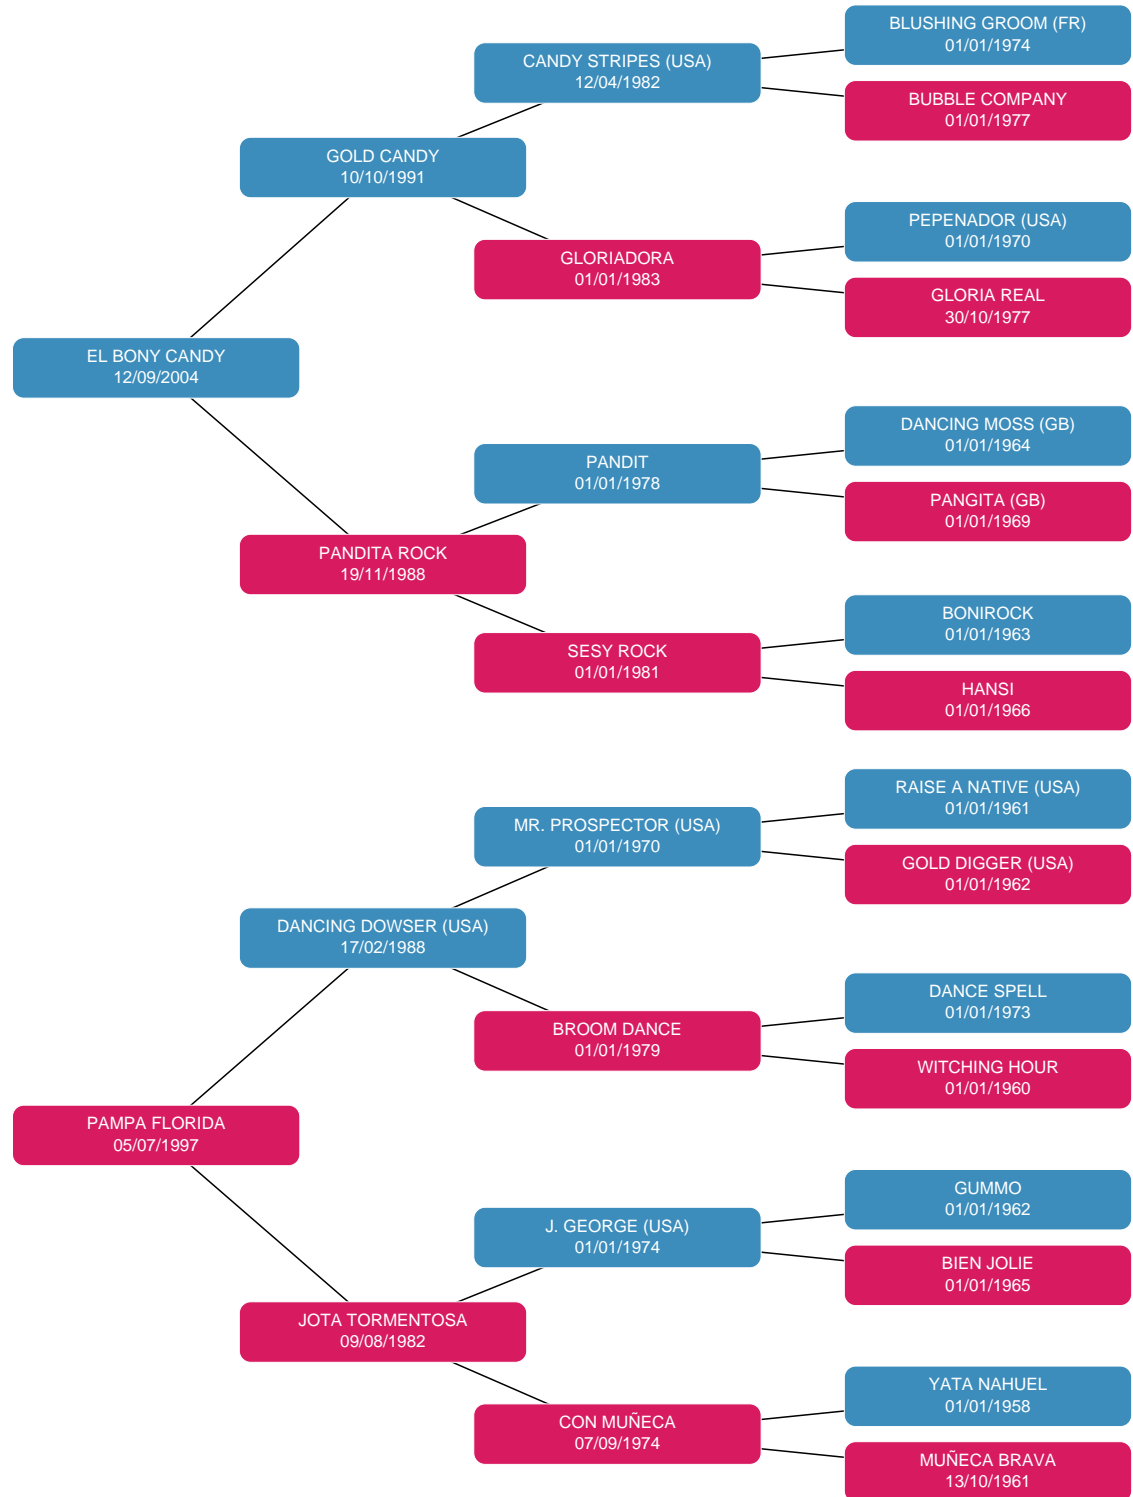 BLUSHING GROOM (FR)
01/01/1974
CANDY STRIPES (USA)
12/04/1982
BUBBLE COMPANY
01/01/1977
GOLD CANDY
10/10/1991
PEPENADOR (USA)
01/01/1970
GLORIADORA
01/01/1983
GLORIA REAL
30/10/1977
EL BONY CANDY
12/09/2004
DANCING MOSS (GB)
01/01/1964
PANDIT
01/01/1978
PANGITA (GB)
01/01/1969
PANDITA ROCK
19/11/1988
BONIROCK
01/01/1963
SESY ROCK
01/01/1981
HANSI
01/01/1966
RAISE A NATIVE (USA)
01/01/1961
MR. PROSPECTOR (USA)
01/01/1970
GOLD DIGGER (USA)
01/01/1962
DANCING DOWSER (USA)
17/02/1988
DANCE SPELL
01/01/1973
BROOM DANCE
01/01/1979
WITCHING HOUR
01/01/1960
PAMPA FLORIDA
05/07/1997
GUMMO
01/01/1962
J. GEORGE (USA)
01/01/1974
BIEN JOLIE
01/01/1965
JOTA TORMENTOSA
09/08/1982
YATA NAHUEL
01/01/1958
CON MUÑECA
07/09/1974
MUÑECA BRAVA
13/10/1961